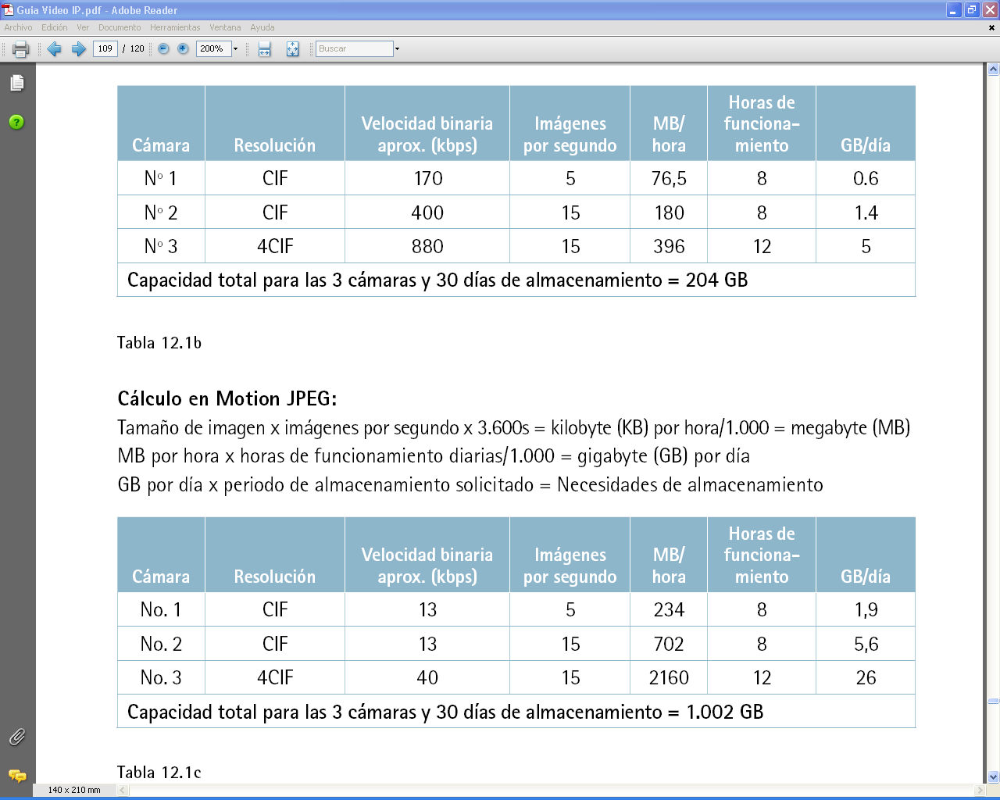 Guia Video IP.pdf - Adobe Reader
Archivo Edición Ver Documento Herramientas Ventana Ayuda
109 / 120 200% Buscar
Cámara Resolución Velocidad binaria aprox. (kbps) Imágenes por segundo MB/ hora Horas de funciona- miento GB/día
Nº 1 CIF 170 5 76,5 8 0.6
Nº 2 CIF 400 15 180 8 1.4
Nº 3 4CIF 880 15 396 12 5
Capacidad total para las 3 cámaras y 30 días de almacenamiento = 204 GB
Tabla 12.1b
Cálculo en Motion JPEG:
Tamaño de imagen x imágenes por segundo x 3.600s = kilobyte (KB) por hora/1.000 = megabyte (MB)
MB por hora x horas de funcionamiento diarias/1.000 = gigabyte (GB) por día
GB por día x periodo de almacenamiento solicitado = Necesidades de almacenamiento
Cámara Resolución Velocidad binaria aprox. (kbps) Imágenes por segundo MB/ hora Horas de funciona- miento GB/día
No. 1 CIF 13 5 234 8 1,9
No. 2 CIF 13 15 702 8 5,6
No. 3 4CIF 40 15 2160 12 26
Capacidad total para las 3 cámaras y 30 días de almacenamiento = 1.002 GB
Tabla 12.1c
140 x 210 mm